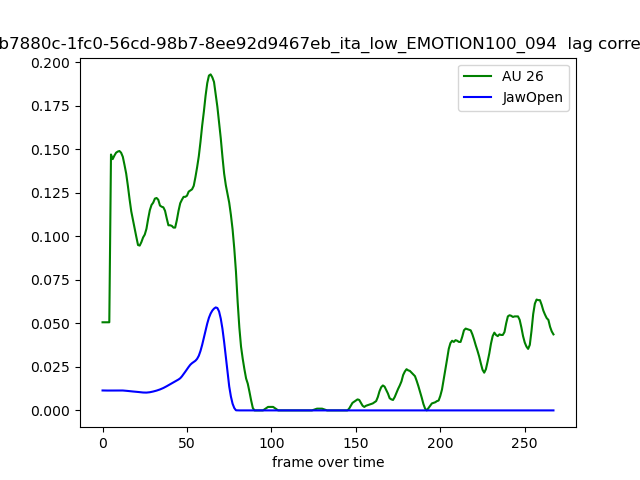 b7880c-1fc0-56cd-98b7-8ee92d9467eb_ita_low_EMOTION100_094  lag corre
0.200
0.175
0.150
0.125
0.100
0.075
0.050
0.025
0.000
AU 26
JawOpen
0 50 100 150 200 250
frame over time